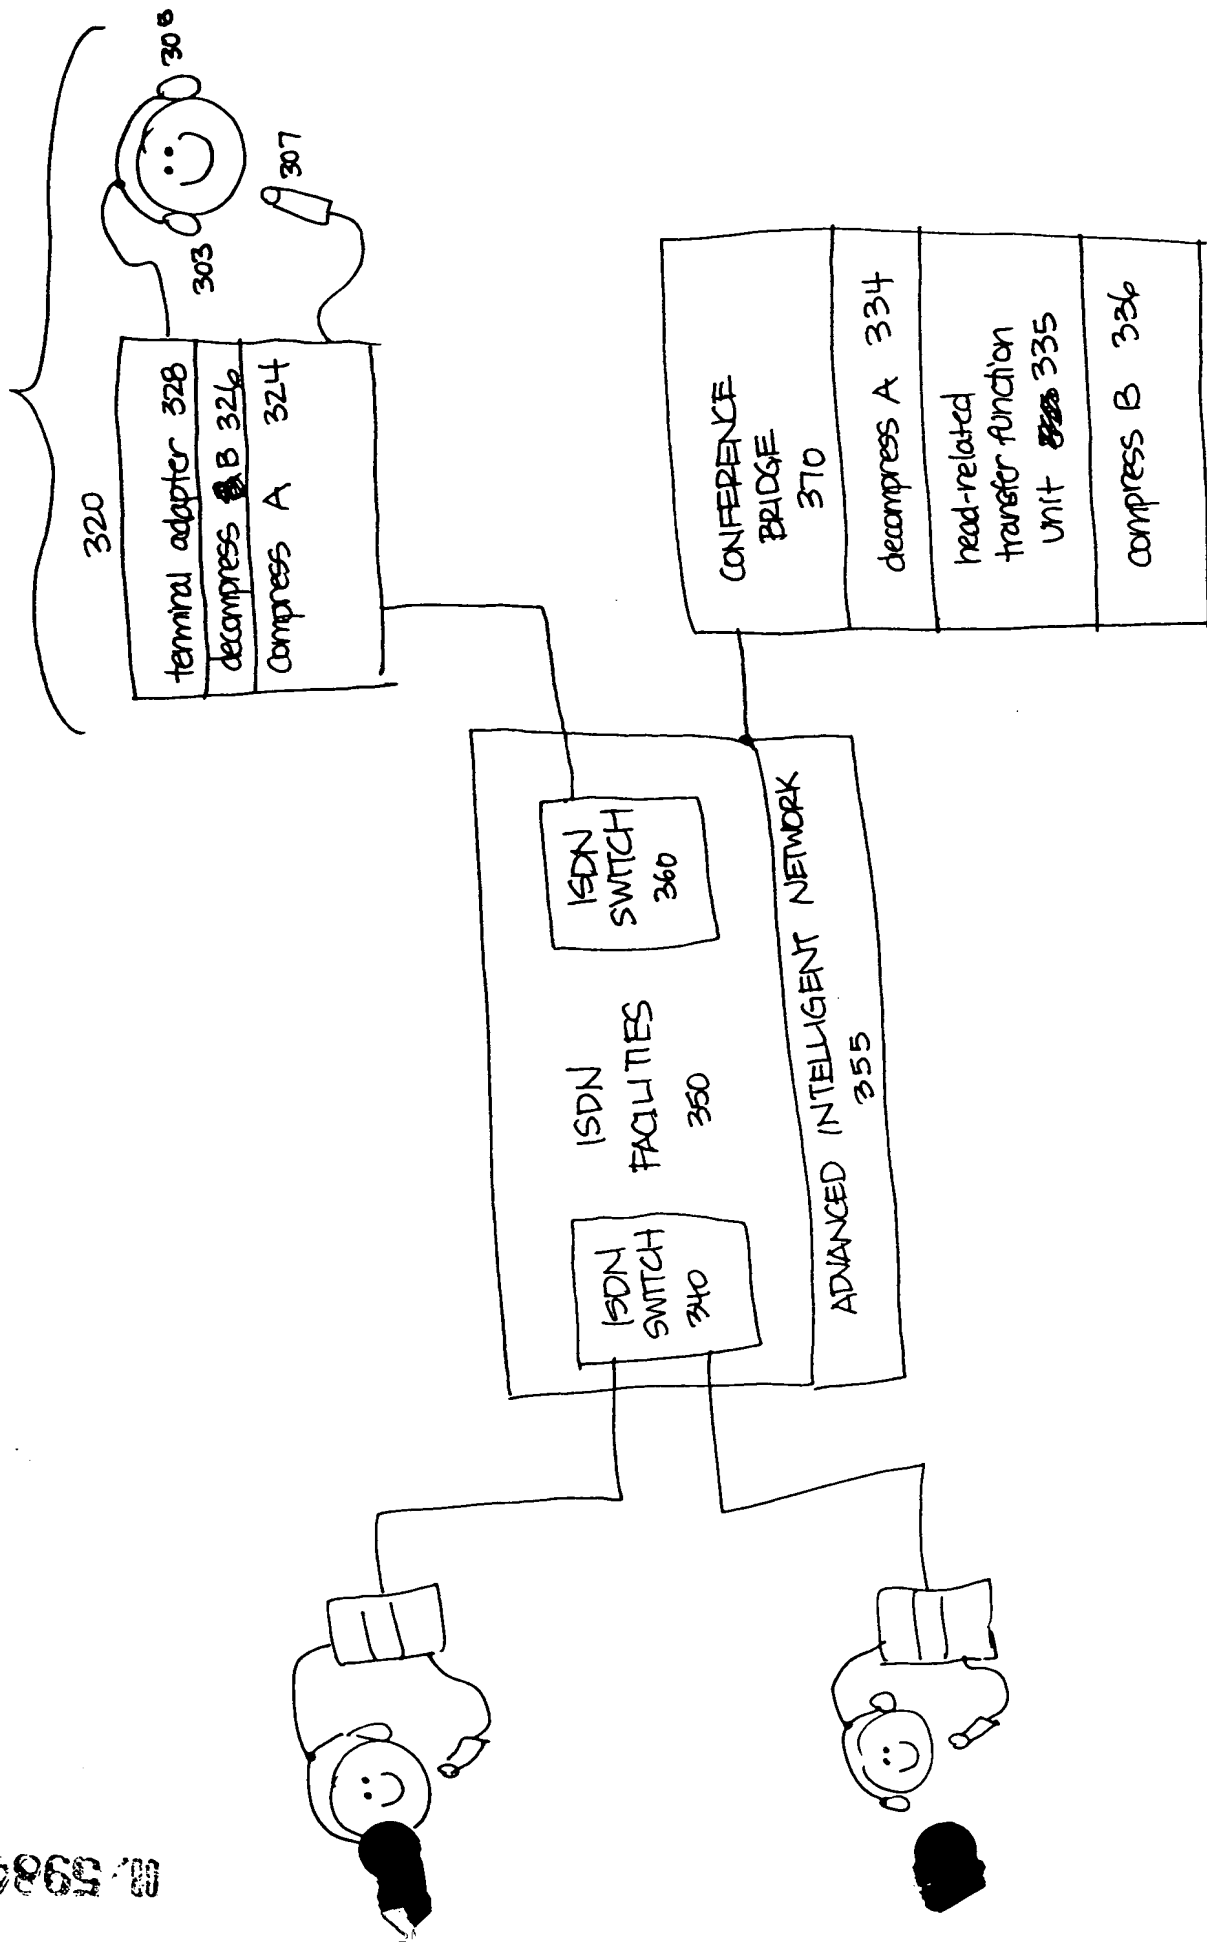 320
terminal adapter 328
decompress B 326
compress A 324
303
308
307
ISDN
SWITCH
340
ISDN
FACILITIES
350
ISDN
SWITCH
360
ADVANCED INTELLIGENT NETWORK
355
CONFERENCE
BRIDGE
370
decompress A 334
head-related
transfer function
unit 335
compress B 336